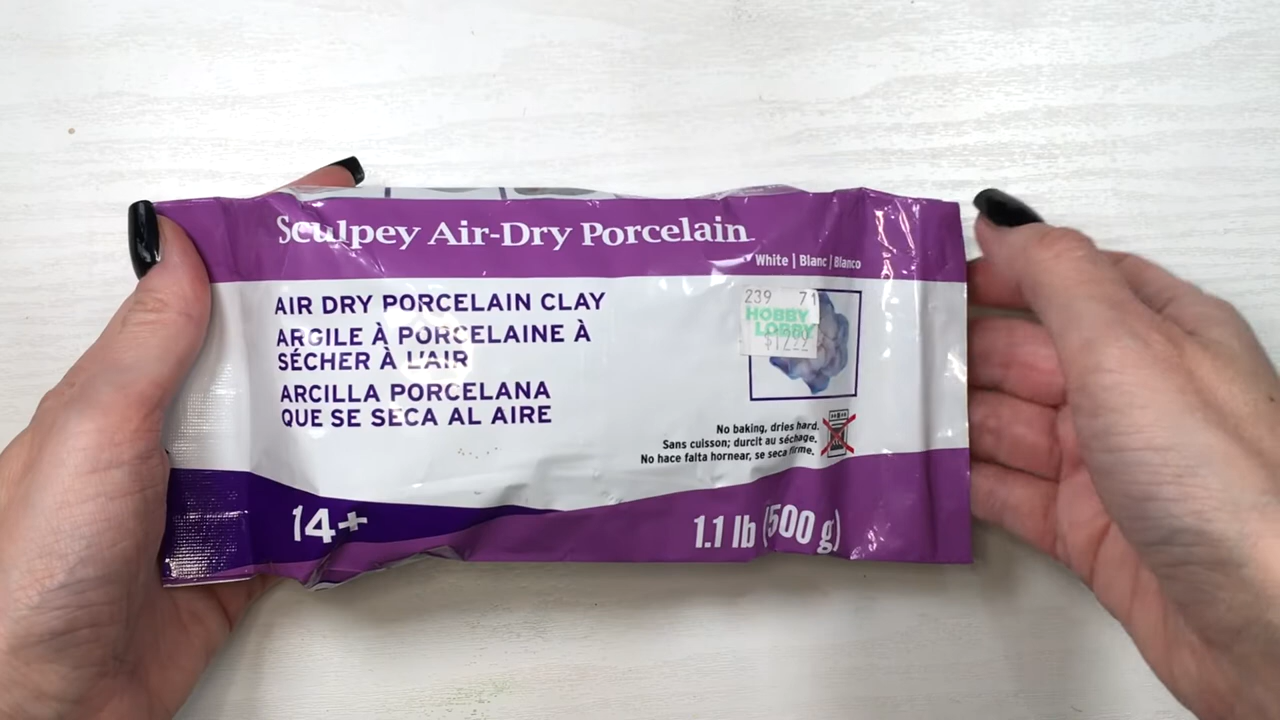 Sculpey Air-Dry Porcelain
White | Blanc | Blanco
AIR DRY PORCELAIN CLAY
ARGILE À PORCELAINE À
SÉCHER À L'AIR
ARCILLA PORCELANA
QUE SE SECA AL AIRE
239 71
HOBBY
LOBBY
No baking, dries hard.
Sans cuisson; durcit au séchage.
No hace falta hornear, se seca firme.
14+
1.1 lb (500 g)